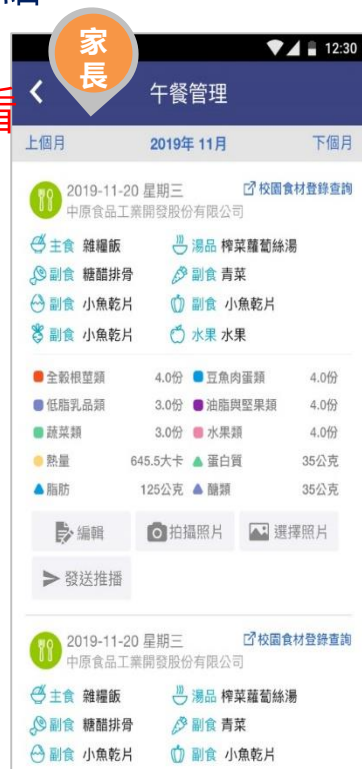 家
長
12:30
午餐管理
上個月 2019年 11月 下個月
2019-11-20 星期三 校園食材登錄查詢
中原食品工業開發股份有限公司
主食 雜糧飯 湯品 榨菜蘿蔔絲湯
副食 糖醋排骨 副食 青菜
副食 小魚乾片 副食 小魚乾片
副食 小魚乾片 水果 水果
全穀根莖類 4.0份 豆魚肉蛋類 4.0份
低脂乳品類 3.0份 油脂與堅果類 4.0份
蔬菜類 3.0份 水果類 4.0份
熱量 645.5大卡 蛋白質 35公克
脂肪 125公克 醣類 35公克
編輯 拍攝照片 選擇照片
發送推播
2019-11-20 星期三 校園食材登錄查詢
中原食品工業開發股份有限公司
主食 雜糧飯 湯品 榨菜蘿蔔絲湯
副食 糖醋排骨 副食 青菜
副食 小魚乾片 副食 小魚乾片